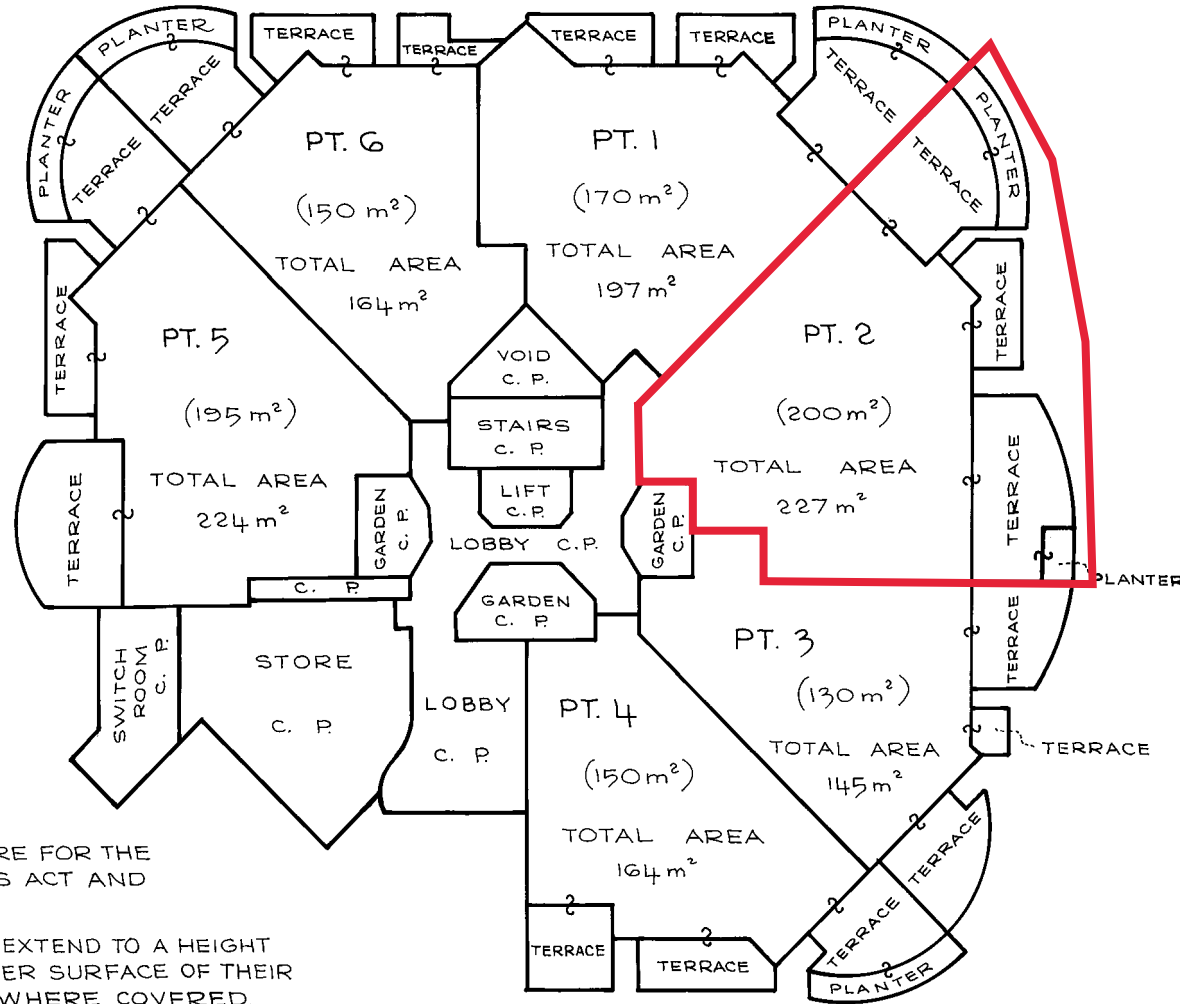 PLANTER
TERRACE
TERRACE
TERRACE
TERRACE
PLANTER
PLANTER
TERRACE
TERRACE
PT. 6
(150 m²)
TOTAL AREA
164 m²
PT. 1
(170 m²)
TOTAL AREA
197 m²
TERRACE
PLANTER
TERRACE
TERRACE
PT. 5
(195 m²)
TOTAL AREA
224 m²
VOID
C. P.
STAIRS
C. P.
LIFT
C. P.
PT. 2
(200 m²)
TOTAL AREA
227 m²
TERRACE
TERRACE
TERRACE
GARDEN
C. P.
LOBBY C.P.
GARDEN
C. P.
PLANTER
C. P.
GARDEN
C. P.
TERRACE
SWITCH
ROOM
C. P.
STORE
C. P.
LOBBY
C. P.
PT. 4
(150 m²)
TOTAL AREA
164 m²
PT. 3
(130 m²)
TOTAL AREA
145 m²
TERRACE
TERRACE
TERRACE
TERRACE
TERRACE
PLANTER
RE FOR THE
S ACT AND
EXTEND TO A HEIGHT
ER SURFACE OF THEIR
WHERE COVERED